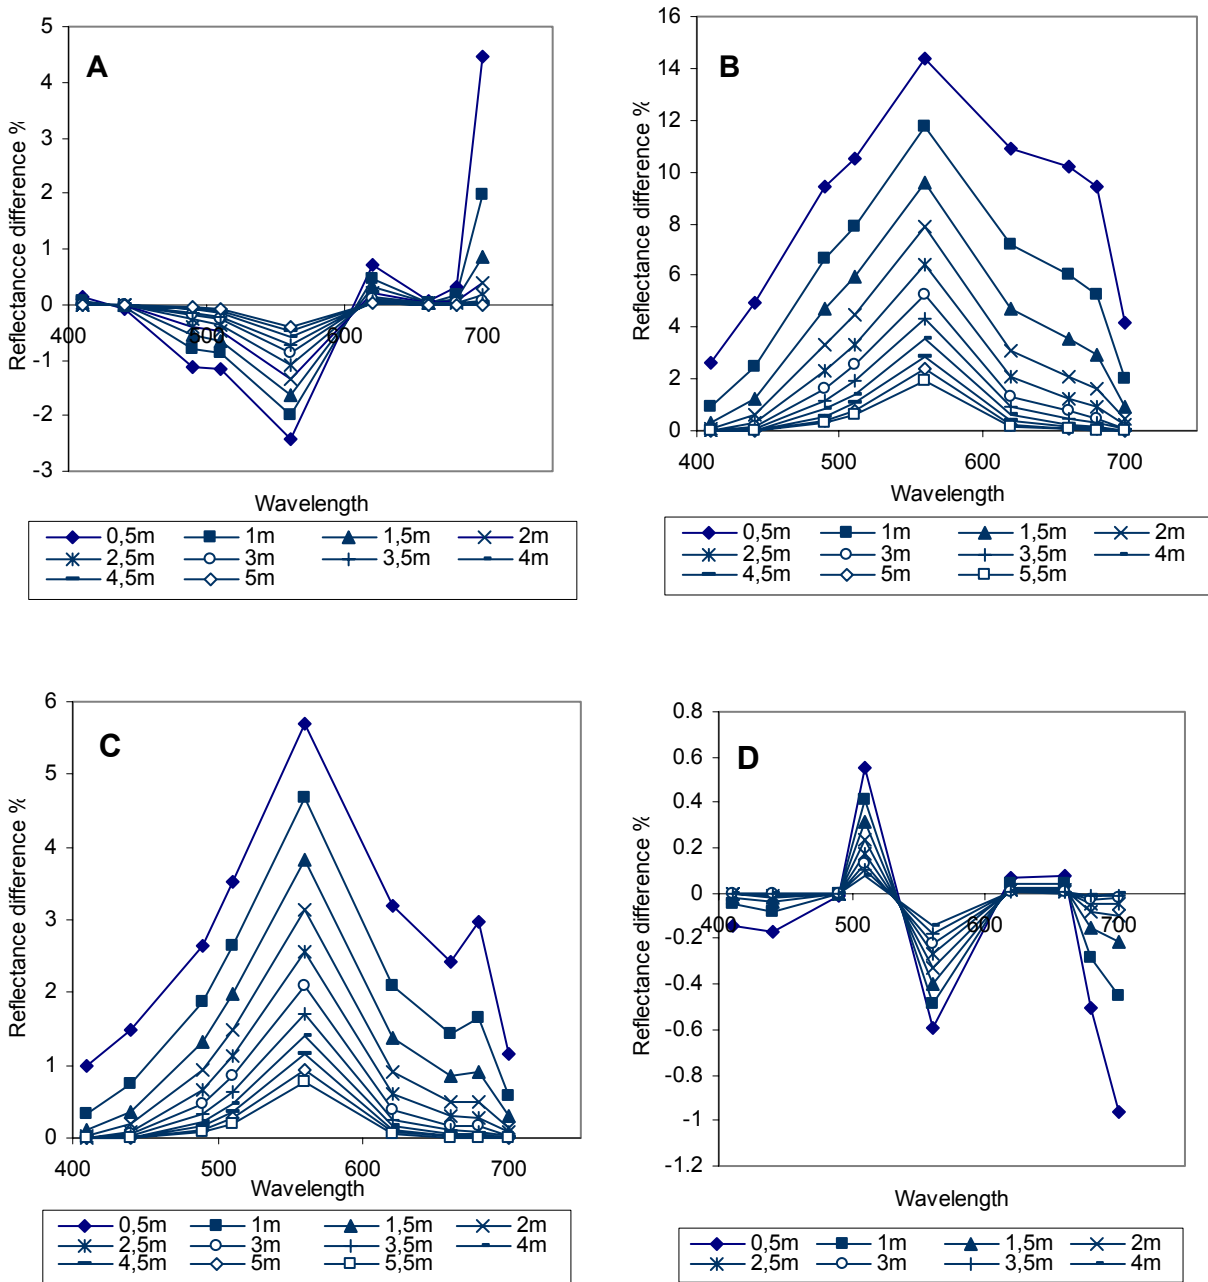 A
Reflectancce difference %
5
4
3
2
1
0
-1
-2
-3
400
500
600
700
Wavelength
0,5m 1m 1,5m 2m
2,5m 3m 3,5m 4m
4,5m 5m
B
Reflectance difference %
16
14
12
10
8
6
4
2
0
400 500 600 700
Wavelength
0,5m 1m 1,5m 2m
2,5m 3m 3,5m 4m
4,5m 5m 5,5m
C
Reflectance difference %
6
5
4
3
2
1
0
400 500 600 700
Wavelength
0,5m 1m 1,5m 2m
2,5m 3m 3,5m 4m
4,5m 5m 5,5m
D
Reflectance difference %
0.8
0.6
0.4
0.2
0
-0.2
-0.4
-0.6
-0.8
-1
-1.2
400 500 600 700
Wavelength
0,5m 1m 1,5m 2m
2,5m 3m 3,5m 4m